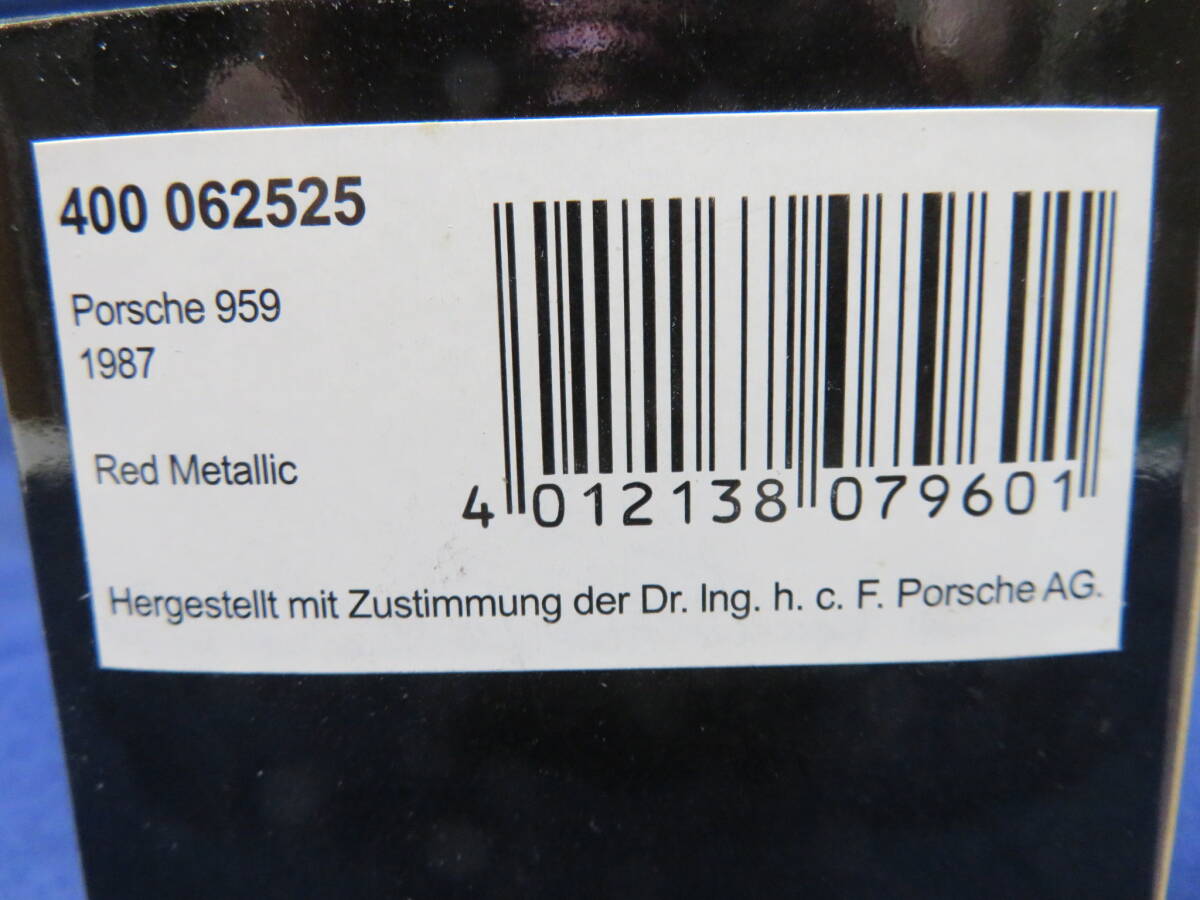 400 062525
Porsche 959
1987
Red Metallic
4 012138 079601
Hergestellt mit Zustimmung der Dr. Ing. h. c. F. Porsche AG.